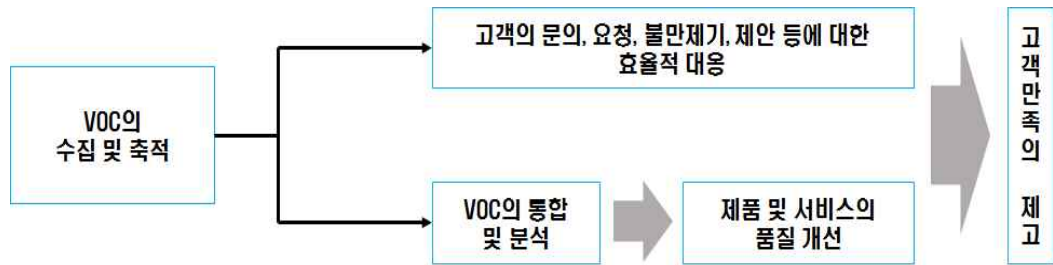 VOC의
수집 및 축적
고객의 문의, 요청, 불만제기, 제안 등에 대한
효율적 대응
VOC의 통합
및 분석
제품 및 서비스의
품질 개선
고객만족의 제고